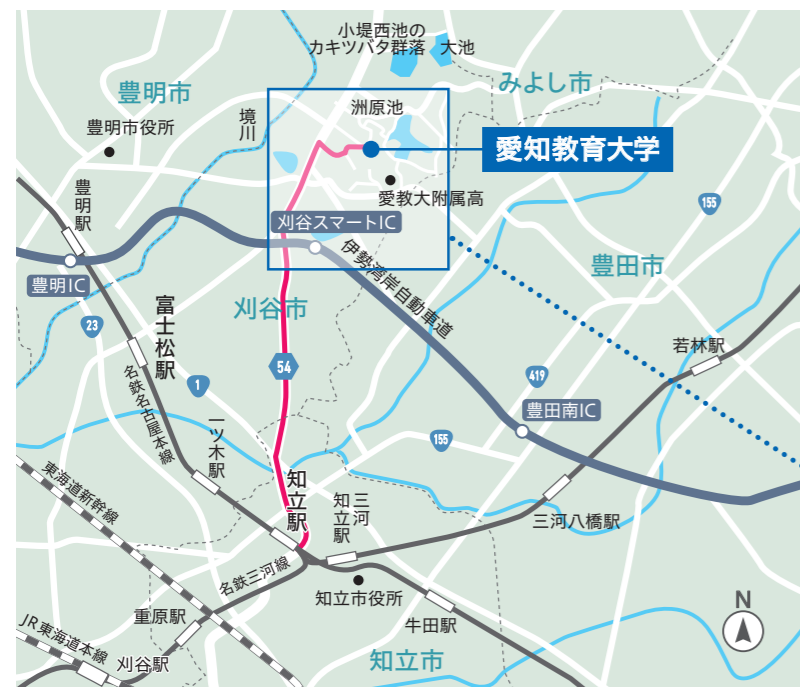 小堤西池の
カキツバタ群落
大池
みよし市
豊明市
豊明市役所
境川
洲原池
愛知教育大学
愛教大附属高
豊明駅
刈谷スマートIC
155
豊明IC
伊勢湾岸自動車道
豊田市
刈谷市
富士松駅
23
54
若林駅
419
1
名鉄名古屋本線
豊田南IC
一ツ木駅
155
知立駅
東海道新幹線
三河
知立駅
三河八橋駅
名鉄三河線
知立市役所
重原駅
牛田駅
N
JR東海道本線
刈谷駅
知立市